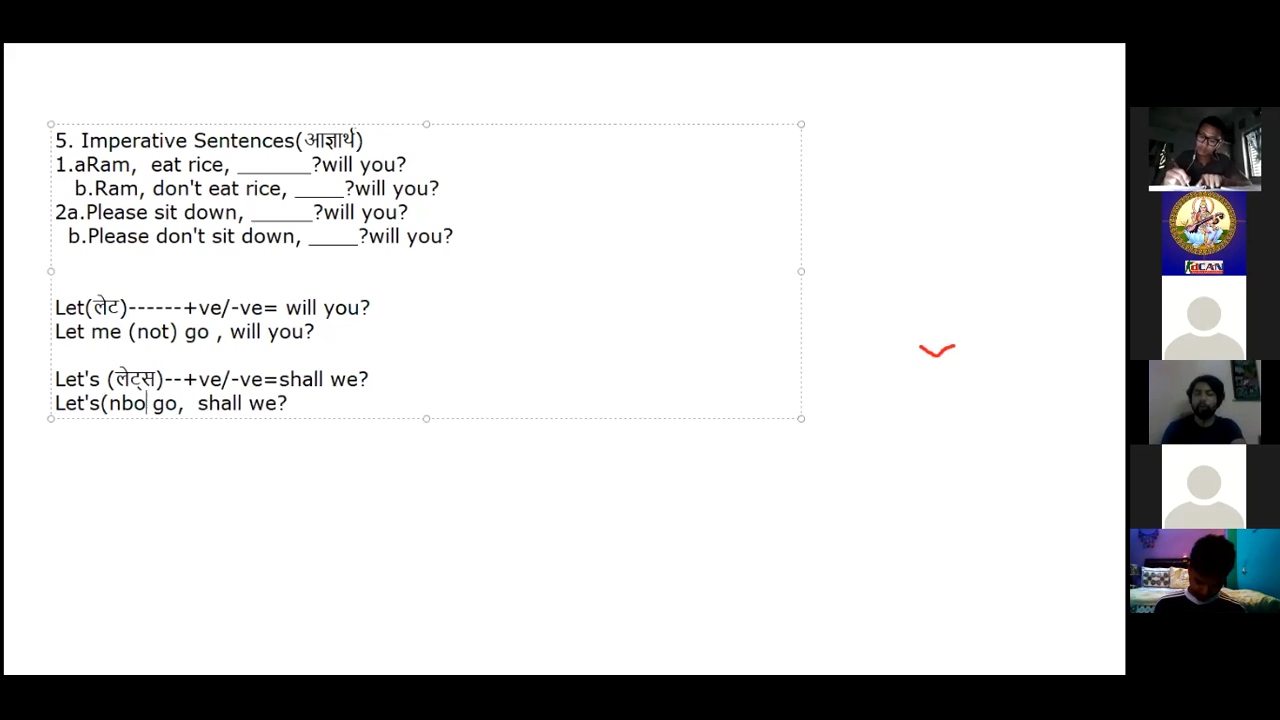 5. Imperative Sentences(आज्ञार्थ)
1.aRam, eat rice, _______?will you?
b.Ram, don't eat rice, ____?will you?
2a.Please sit down, ______?will you?
b.Please don't sit down, _____?will you?
Let(लेट)------+ve/-ve= will you?
Let me (not) go , will you?
Let's (लेट्स)--+ve/-ve=shall we?
Let's(nbo go, shall we?
CAN